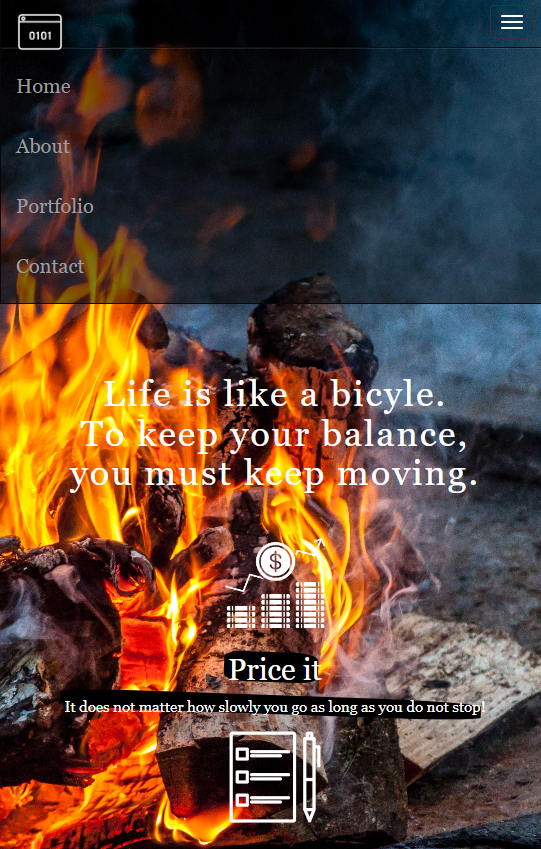 0101
Home
About
Portfolio
Contact
Life is like a bicyle.
To keep your balance,
you must keep moving.
$
Price it
It does not matter how slowly you go as long as you do not stop!